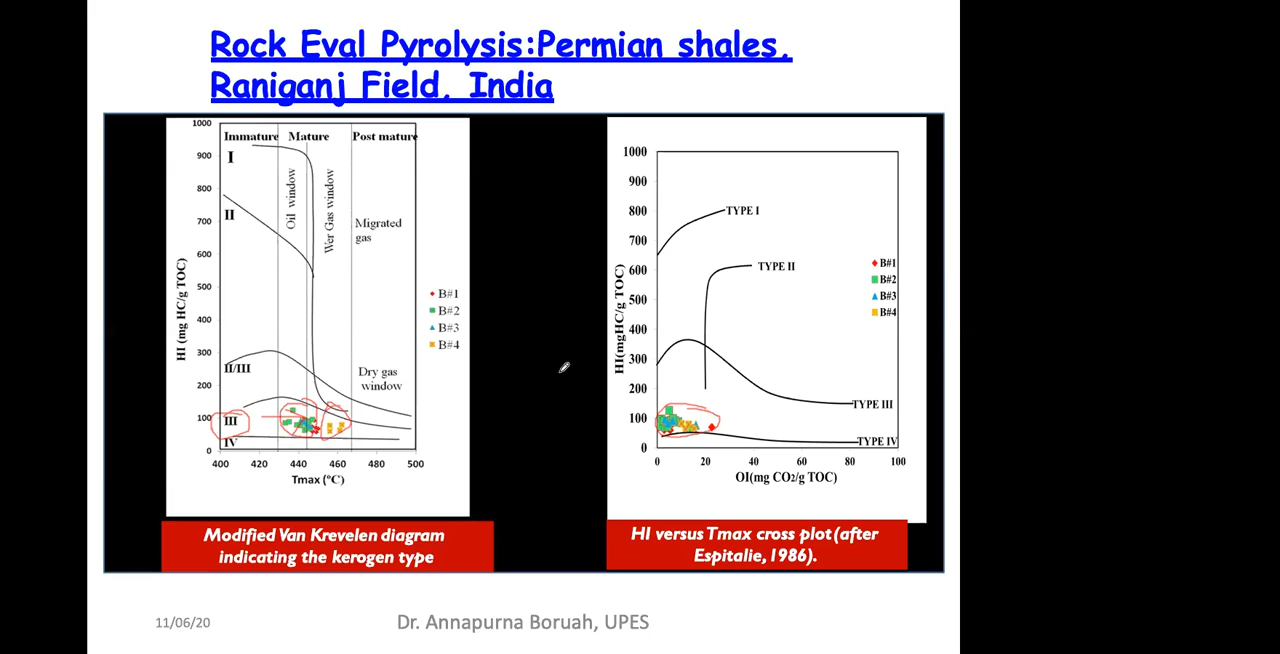 Rock Eval Pyrolysis:Permian shales,
Raniganj Field, India
1000
900
800
700
600
500
400
300
200
100
0
HI (mg HC/g TOC)
Immature
Mature
Post mature
I
II
II/III
III
IV
Oil window
Wer Gas window
Migrated
gas
Dry gas
window
400
420
440
460
480
500
Tmax (°C)
B#1
B#2
B#3
B#4
1000
900
800
700
600
500
400
300
200
100
0
HI(mgHC/g TOC)
TYPE I
TYPE II
TYPE III
TYPE IV
B#1
B#2
B#3
B#4
0
20
40
60
80
100
OI(mg CO2/g TOC)
Modified Van Krevelen diagram
indicating the kerogen type
HI versus Tmax cross plot(after
Espitalie, 1986).
11/06/20
Dr. Annapurna Boruah, UPES